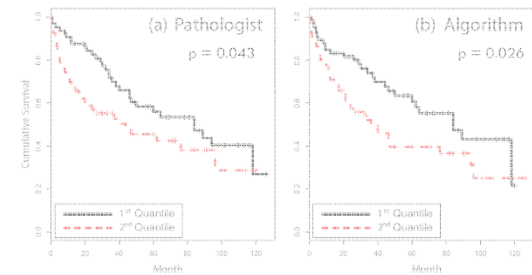 (a) Pathologist
p = 0.043
Cumulative Survival
0.0
0.2
0.4
0.6
0.8
1.0
1st Quantile
2nd Quantile
0 20 40 60 80 100 120
Month
(b) Algorithm
p = 0.026
0.0
0.2
0.4
0.6
0.8
1.0
1st Quantile
2nd Quantile
0 20 40 60 80 100 120
Month